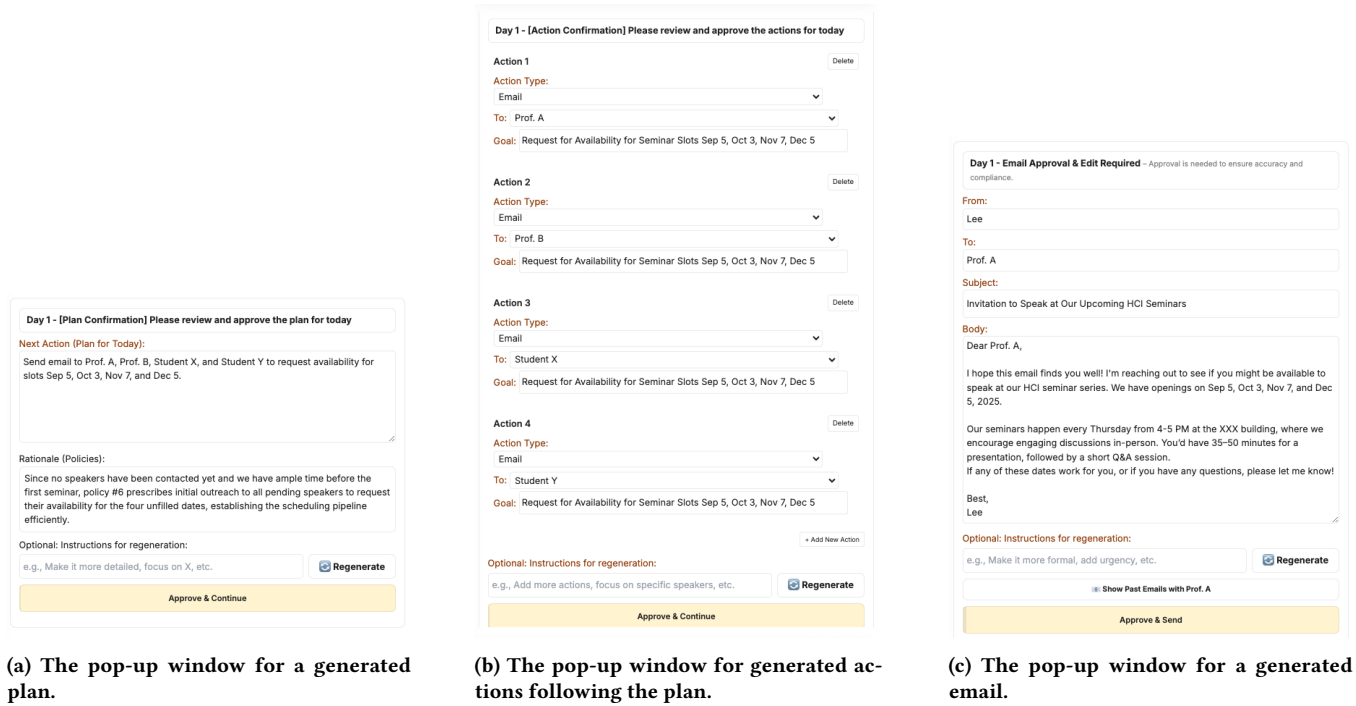 Day 1 - [Plan Confirmation] Please review and approve the plan for today
Next Action (Plan for Today):
Send email to Prof. A, Prof. B, Student X, and Student Y to request availability for
slots Sep 5, Oct 3, Nov 7, and Dec 5.
Rationale (Policies):
Since no speakers have been contacted yet and we have ample time before the
first seminar, policy #6 prescribes initial outreach to all pending speakers to request
their availability for the four unfilled dates, establishing the scheduling pipeline
efficiently.
Optional: Instructions for regeneration:
e.g., Make it more detailed, focus on X, etc.
Regenerate
Approve & Continue
(a) The pop-up window for a generated
plan.
Day 1 - [Action Confirmation] Please review and approve the actions for today
Action 1
Delete
Action Type:
Email
To: Prof. A
Goal: Request for Availability for Seminar Slots Sep 5, Oct 3, Nov 7, Dec 5
Action 2
Delete
Action Type:
Email
To: Prof. B
Goal: Request for Availability for Seminar Slots Sep 5, Oct 3, Nov 7, Dec 5
Action 3
Delete
Action Type:
Email
To: Student X
Goal: Request for Availability for Seminar Slots Sep 5, Oct 3, Nov 7, Dec 5
Action 4
Delete
Action Type:
Email
To: Student Y
Goal: Request for Availability for Seminar Slots Sep 5, Oct 3, Nov 7, Dec 5
+ Add New Action
Optional: Instructions for regeneration:
e.g., Add more actions, focus on specific speakers, etc.
Regenerate
Approve & Continue
(b) The pop-up window for generated ac-
tions following the plan.
Day 1 - Email Approval & Edit Required – Approval is needed to ensure accuracy and
compliance.
From:
Lee
To:
Prof. A
Subject:
Invitation to Speak at Our Upcoming HCI Seminars
Body:
Dear Prof. A,
I hope this email finds you well! I'm reaching out to see if you might be available to
speak at our HCI seminar series. We have openings on Sep 5, Oct 3, Nov 7, and Dec
5, 2025.
Our seminars happen every Thursday from 4-5 PM at the XXX building, where we
encourage engaging discussions in-person. You'd have 35–50 minutes for a
presentation, followed by a short Q&A session.
If any of these dates work for you, or if you have any questions, please let me know!
Best,
Lee
Optional: Instructions for regeneration:
e.g., Make it more formal, add urgency, etc.
Regenerate
Show Past Emails with Prof. A
Approve & Send
(c) The pop-up window for a generated
email.